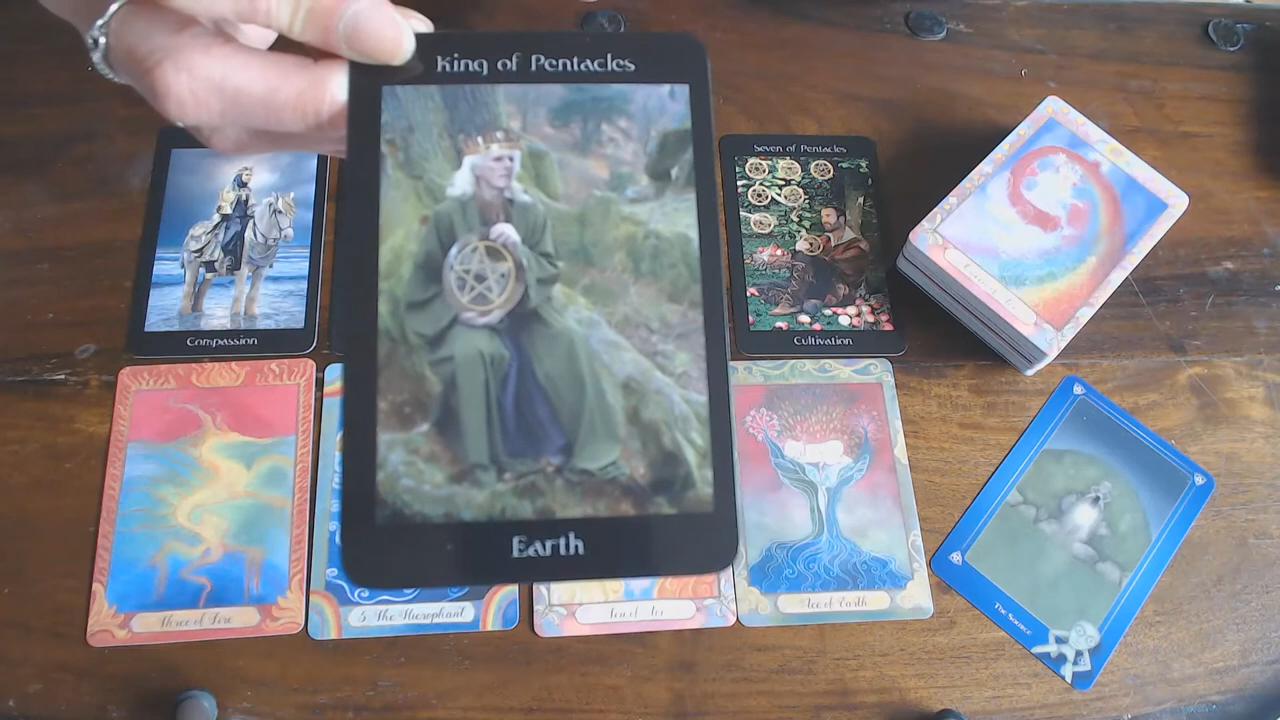 King of Pentacles
Earth
Compassion
Seven of Pentacles
Cultivation
Three of Fire
5 The Hierophant
Ace of Earth
The Source